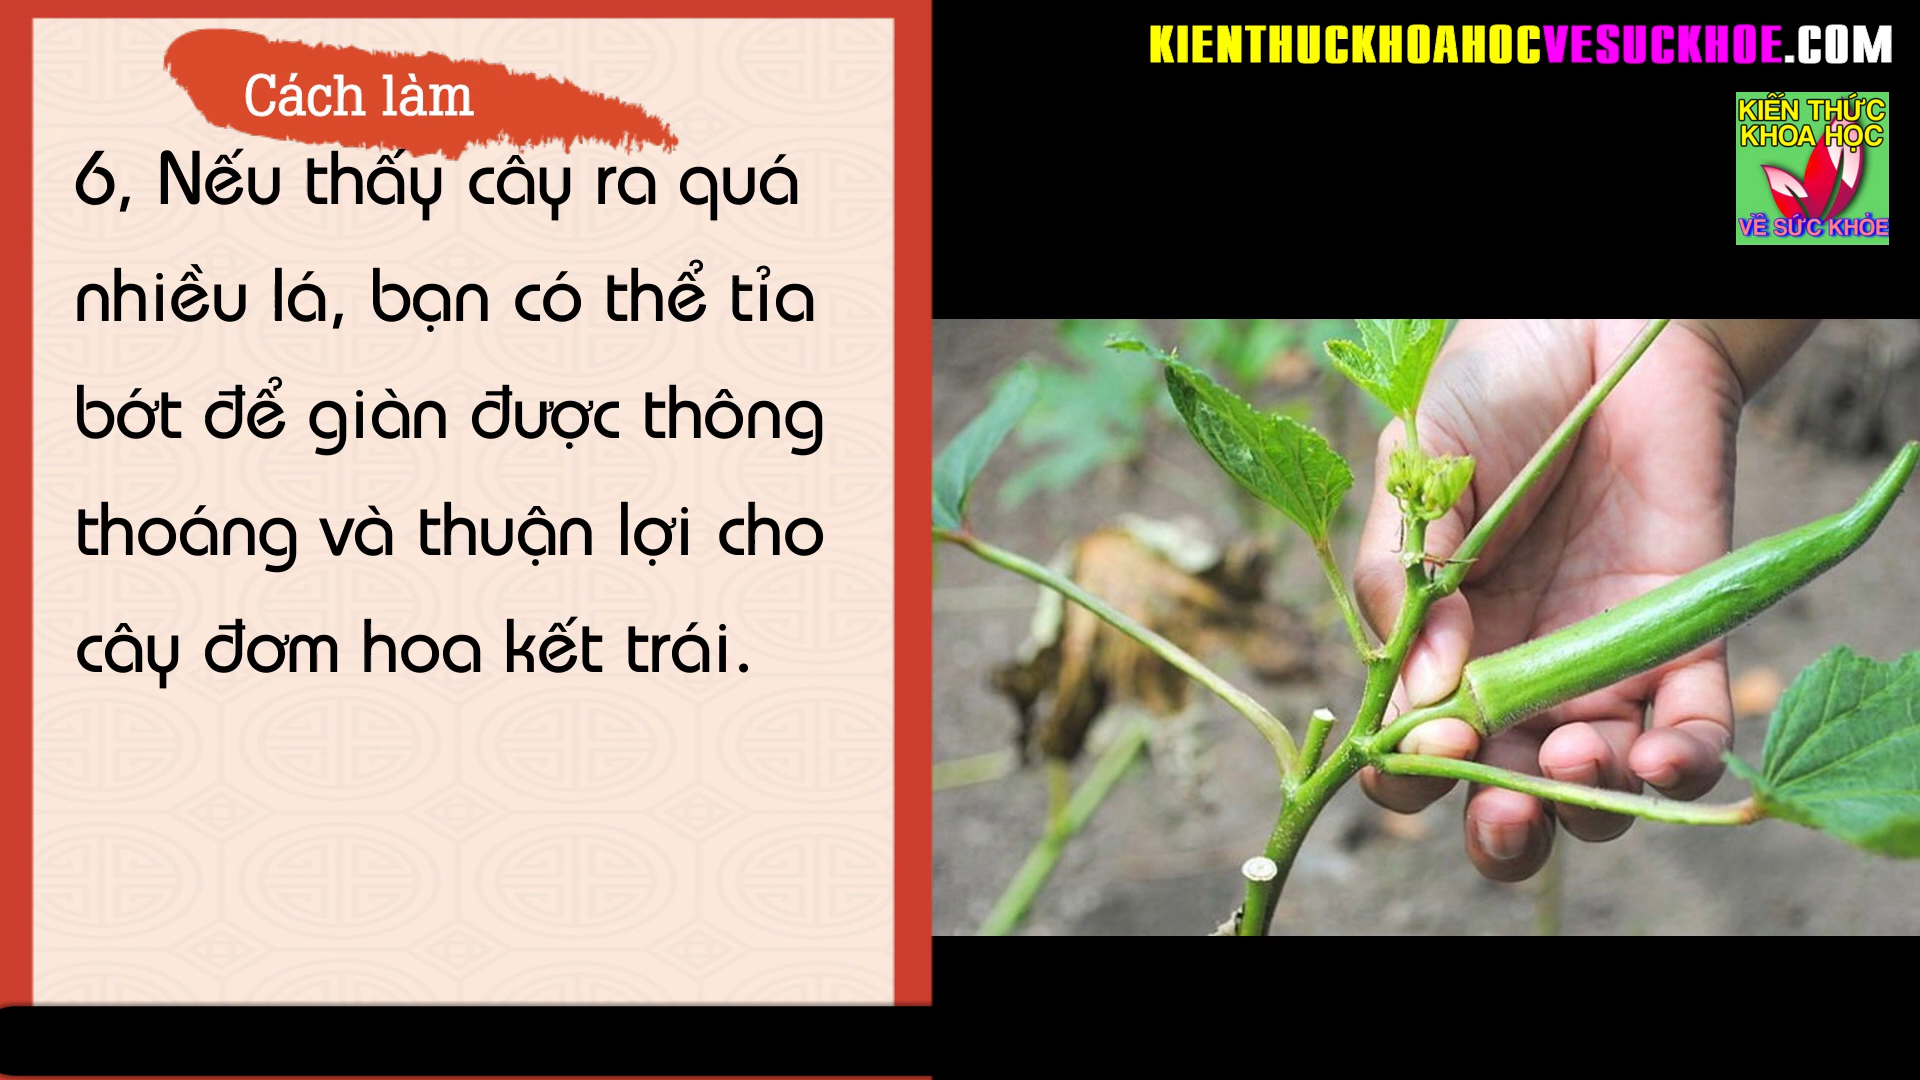 Cách làm
6, Nếu thấy cây ra quá
nhiều lá, bạn có thể tỉa
bớt để giàn được thông
thoáng và thuận lợi cho
cây đơm hoa kết trái.
KIENTHUCKHOAHOCVESUCKHOE.COM
KIẾN THỨC
KHOA HỌC
VỀ SỨC KHỎE